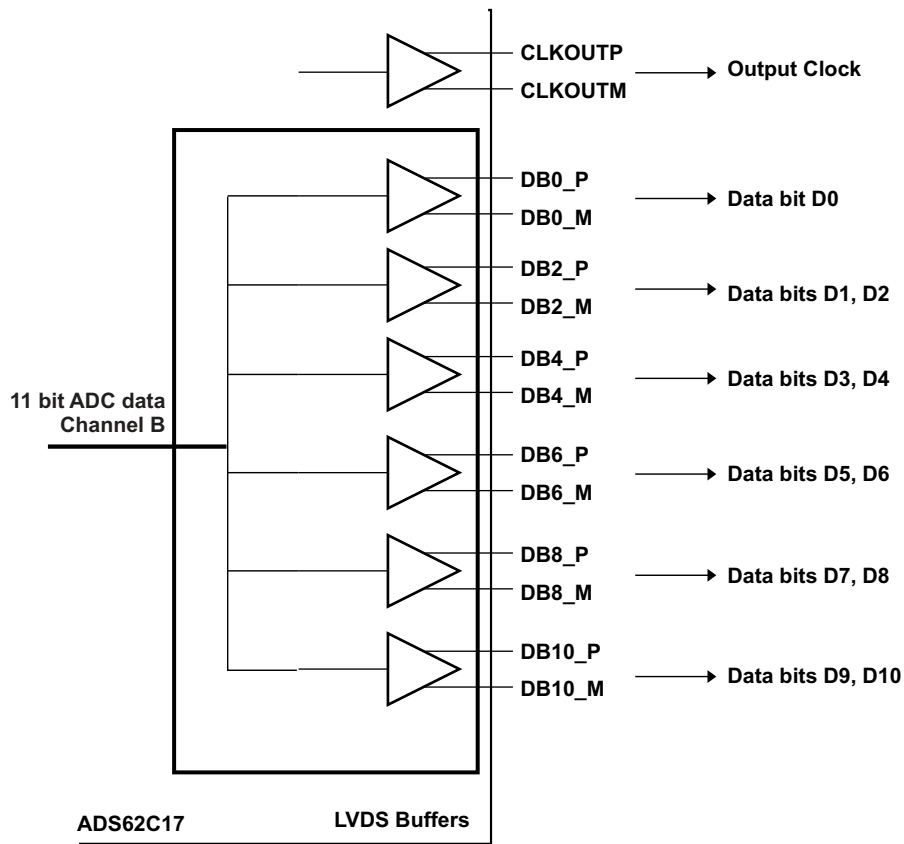 CLKOUTP
CLKOUTM
Output Clock
DB0_P
DB0_M
Data bit D0
DB2_P
DB2_M
Data bits D1, D2
DB4_P
DB4_M
Data bits D3, D4
11 bit ADC data
Channel B
DB6_P
DB6_M
Data bits D5, D6
DB8_P
DB8_M
Data bits D7, D8
DB10_P
DB10_M
Data bits D9, D10
ADS62C17
LVDS Buffers